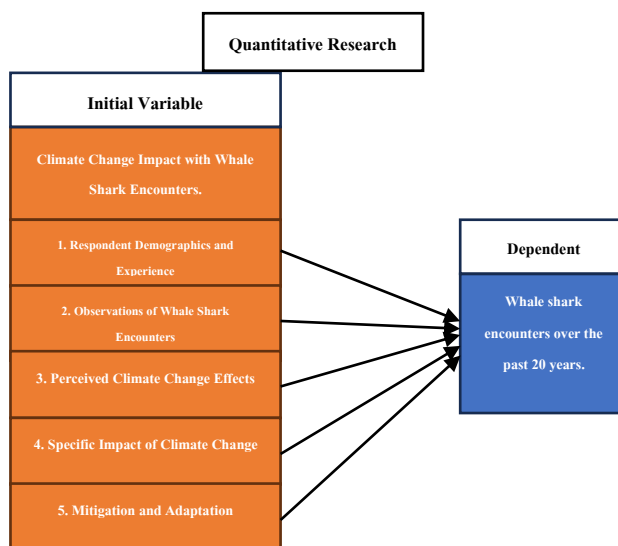 Quantitative Research
Initial Variable
Climate Change Impact with Whale
Shark Encounters.
1. Respondent Demographics and
Experience
2. Observations of Whale Shark
Encounters
3. Perceived Climate Change Effects
4. Specific Impact of Climate Change
5. Mitigation and Adaptation
Dependent
Whale shark
encounters over the
past 20 years.